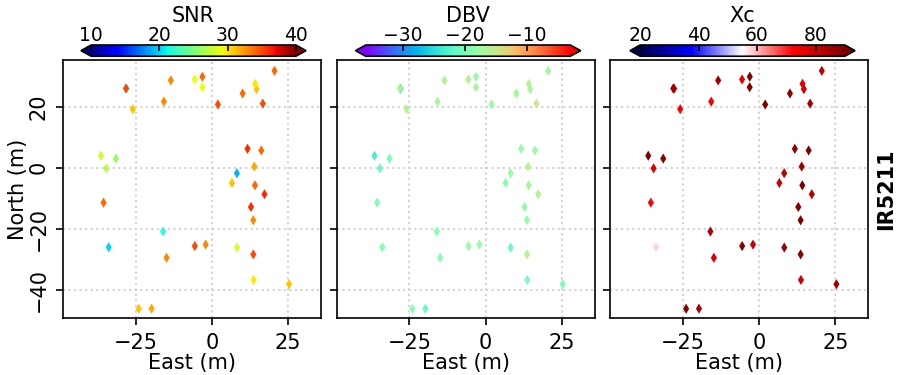 SNR DBV Xc
10 20 30 40 −30 −20 −10 20 40 60 80
North (m)
20
0
−20
−40
IR5211
−25 0 25 −25 0 25 −25 0 25
East (m) East (m) East (m)